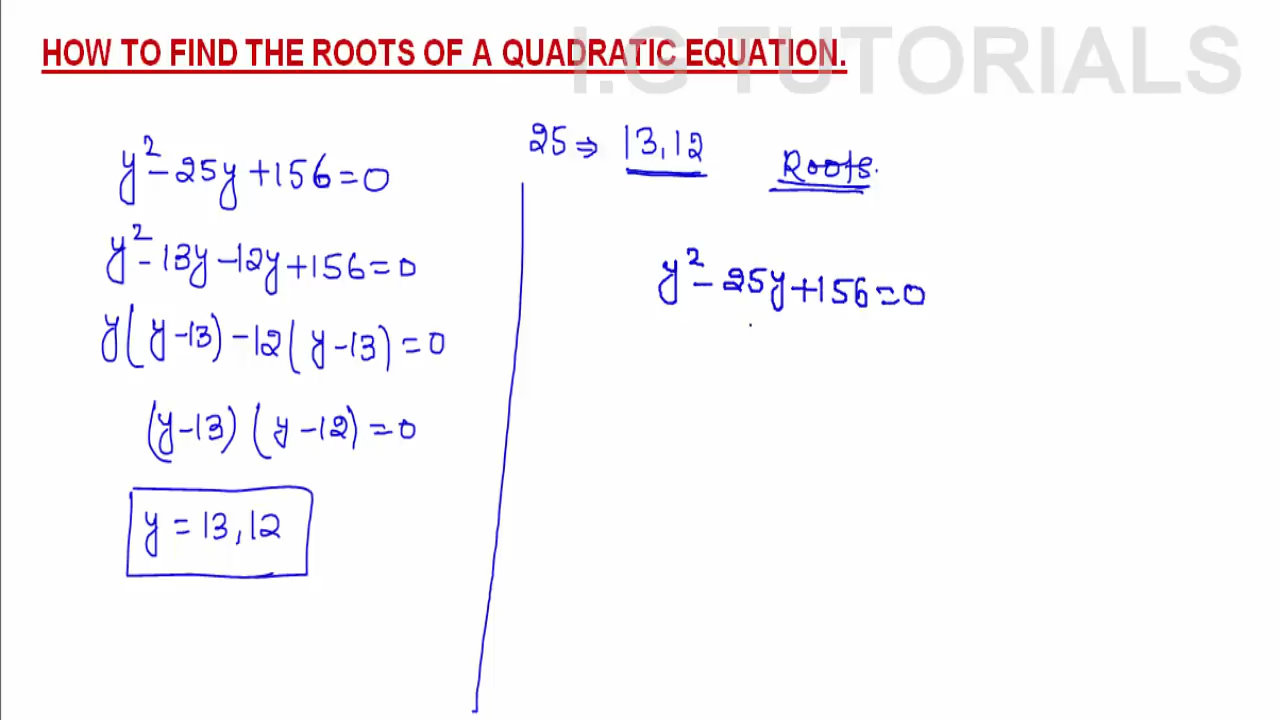 HOW TO FIND THE ROOTS OF A QUADRATIC EQUATION.
I.G TUTORIALS
y² - 25y + 156 = 0
y² - 13y - 12y + 156 = 0
y(y - 13) - 12(y - 13) = 0
(y - 13)(y - 12) = 0
y = 13, 12
25 ⇒ 13, 12
Roots.
y² - 25y + 156 = 0